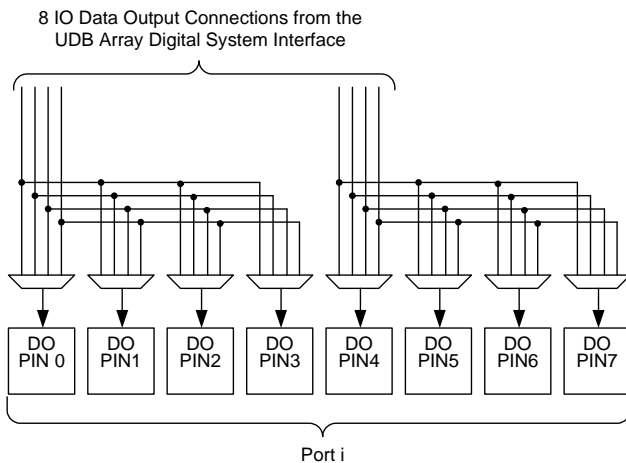 8 IO Data Output Connections from the
UDB Array Digital System Interface
DO
PIN 0
DO
PIN1
DO
PIN2
DO
PIN3
DO
PIN4
DO
PIN5
DO
PIN6
DO
PIN7
Port i